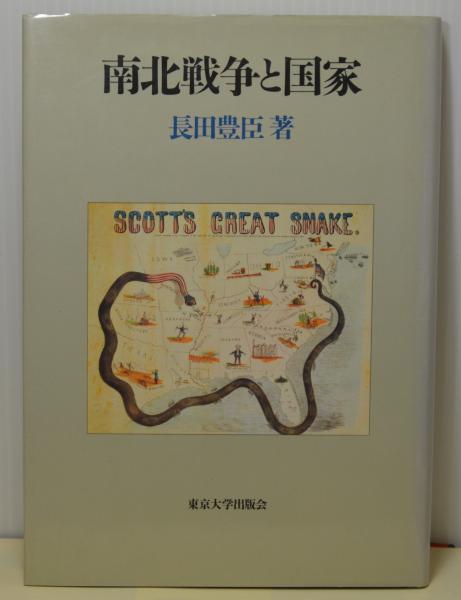 南北戦争と国家
長田豊臣 著
SCOTT'S GREAT SNAKE.
IOWA
東京大学出版会